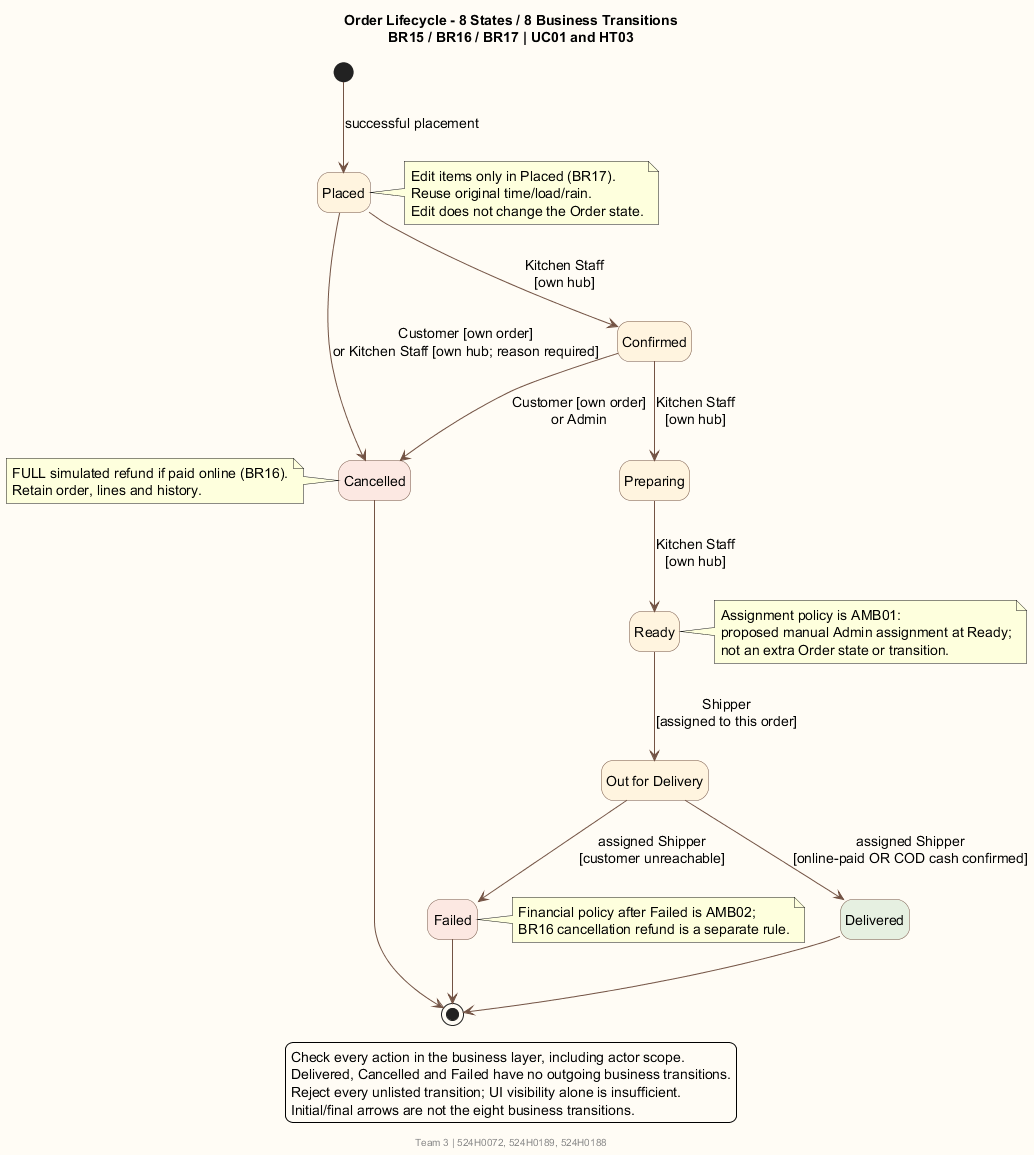 Order Lifecycle - 8 States / 8 Business Transitions
BR15 / BR16 / BR17 | UC01 and HT03
successful placement
Placed
Edit items only in Placed (BR17).
Reuse original time/load/rain.
Edit does not change the Order state.
Kitchen Staff
[own hub]
Customer [own order]
or Kitchen Staff [own hub; reason required]
Confirmed
Customer [own order]
or Admin
Kitchen Staff
[own hub]
FULL simulated refund if paid online (BR16).
Retain order, lines and history.
Cancelled
Preparing
Kitchen Staff
[own hub]
Ready
Assignment policy is AMB01:
proposed manual Admin assignment at Ready;
not an extra Order state or transition.
Shipper
[assigned to this order]
Out for Delivery
assigned Shipper
[customer unreachable]
assigned Shipper
[online-paid OR COD cash confirmed]
Failed
Financial policy after Failed is AMB02;
BR16 cancellation refund is a separate rule.
Delivered
Check every action in the business layer, including actor scope.
Delivered, Cancelled and Failed have no outgoing business transitions.
Reject every unlisted transition; UI visibility alone is insufficient.
Initial/final arrows are not the eight business transitions.
Team 3 | 524H0072, 524H0189, 524H0188